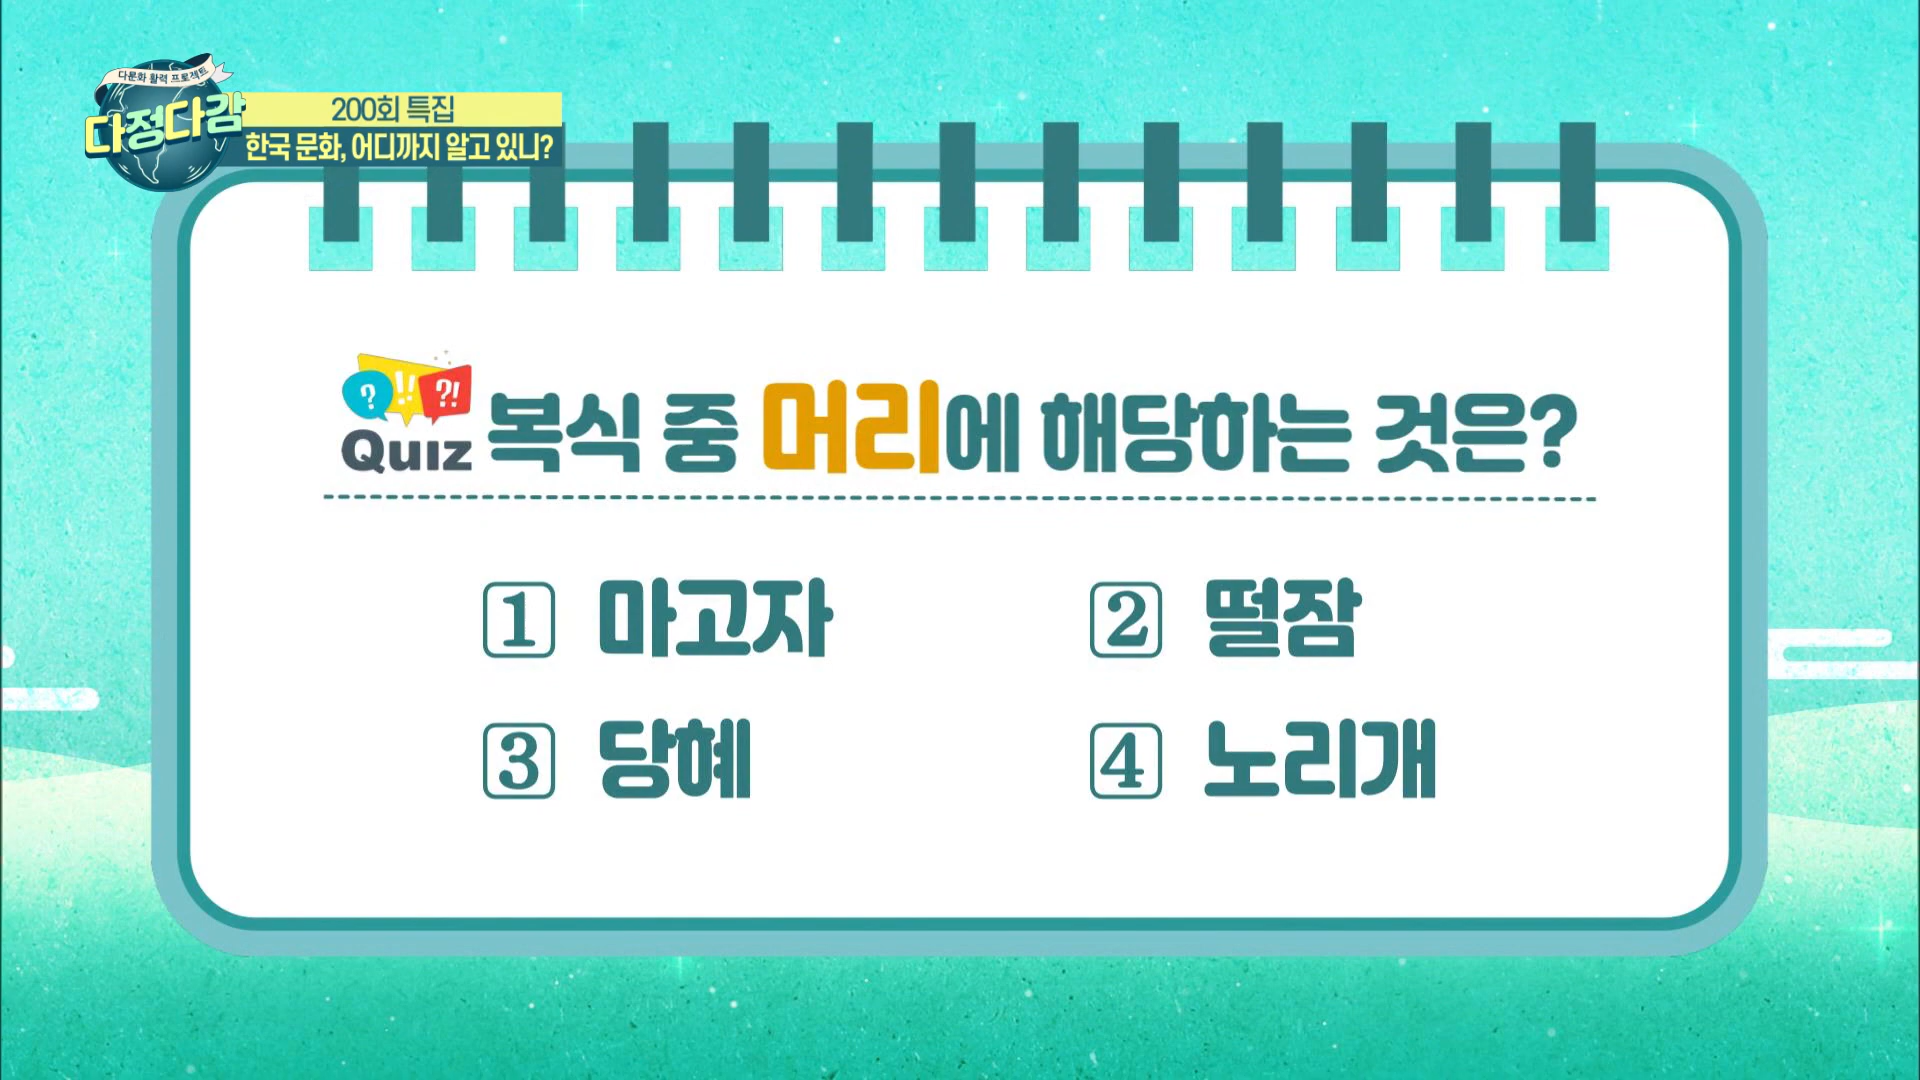 다문화 활력 프로젝트
다정다감
200회 특집
한국 문화, 어디까지 알고 있니?
? !! ?!
Quiz 복식 중 머리에 해당하는 것은?
1 마고자
2 떨잠
3 당혜
4 노리개